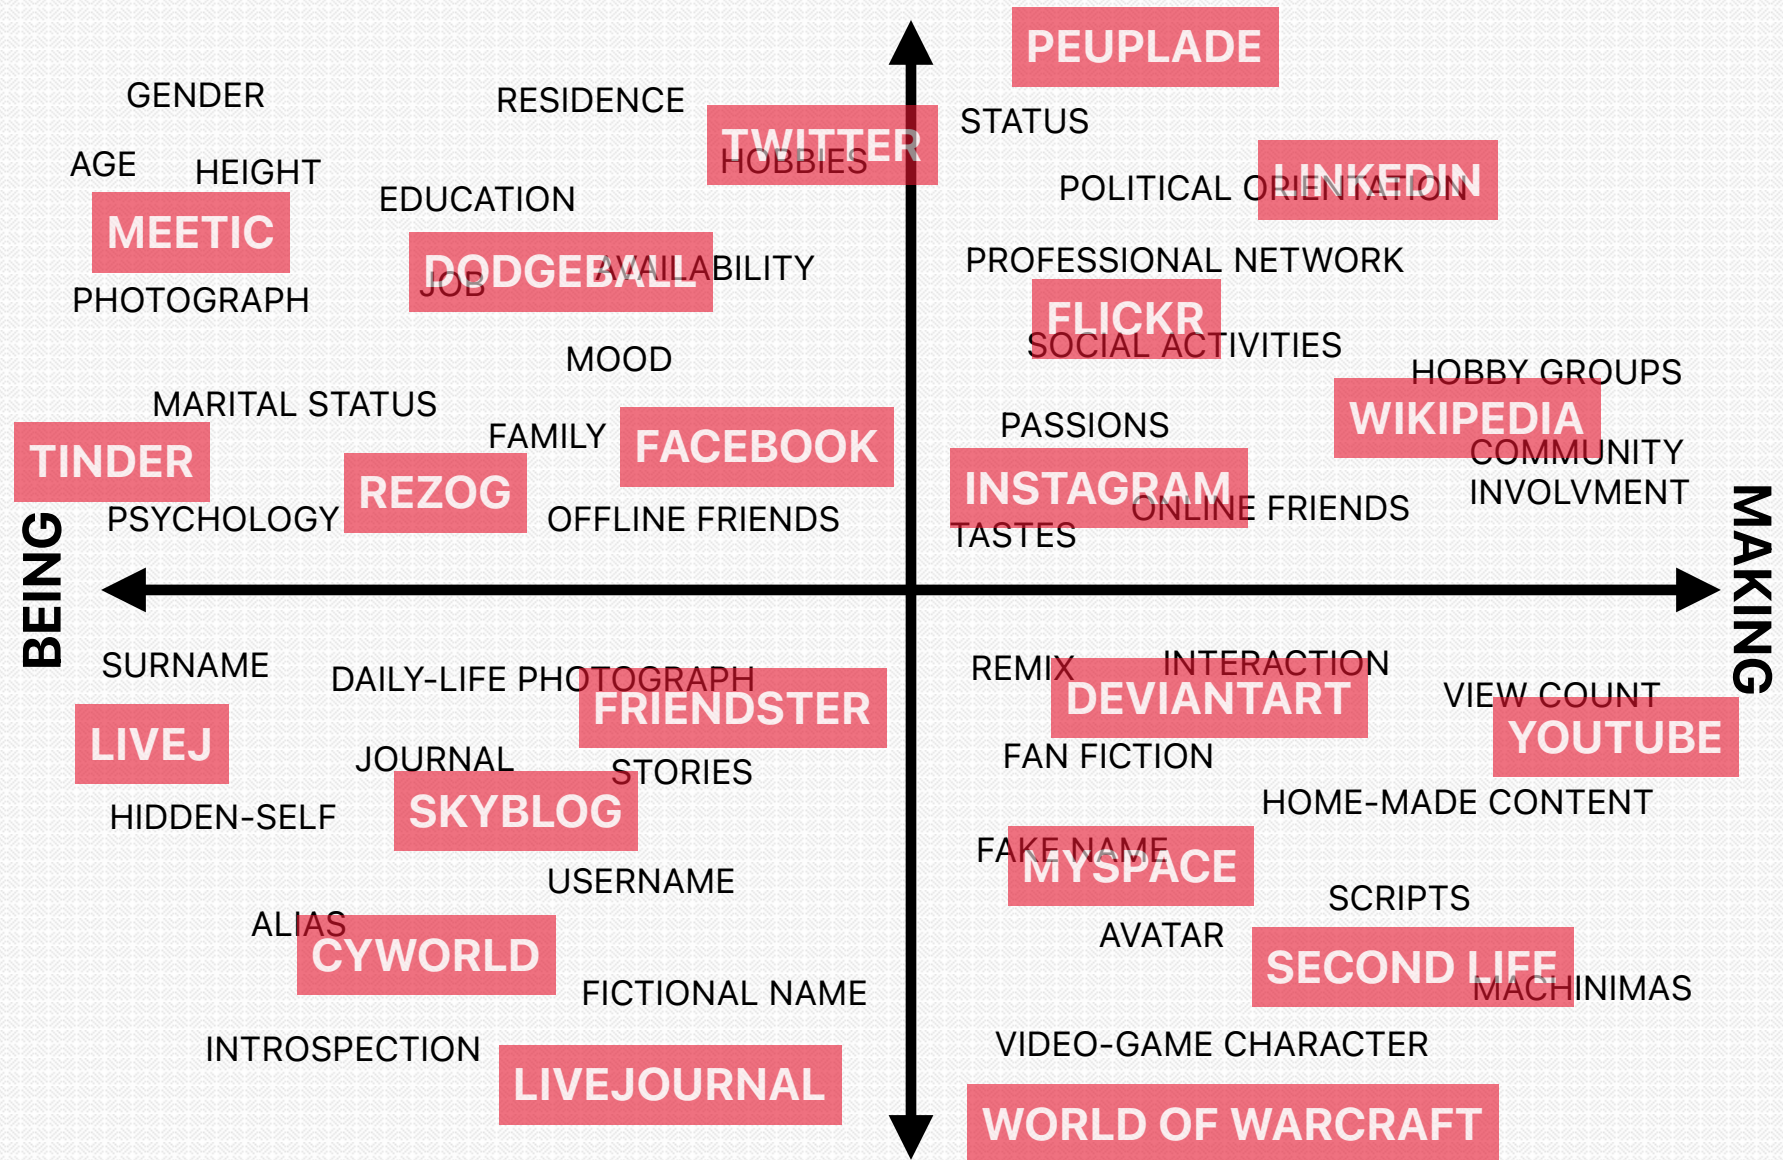 PEUPLADE
GENDER
RESIDENCE
STATUS
TWITTER
HOBBIES
AGE
HEIGHT
LINKEDIN
POLITICAL ORIENTATION
EDUCATION
MEETIC
PROFESSIONAL NETWORK
DODGEBALL
AVAILABILITY
JOB
PHOTOGRAPH
FLICKR
SOCIAL ACTIVITIES
MOOD
HOBBY GROUPS
MARITAL STATUS
WIKIPEDIA
PASSIONS
FAMILY
FACEBOOK
COMMUNITY
INVOLVMENT
TINDER
REZOG
INSTAGRAM
ONLINE FRIENDS
PSYCHOLOGY
OFFLINE FRIENDS
TASTES
BEING
MAKING
SURNAME
DAILY-LIFE PHOTOGRAPH
REMIX
INTERACTION
VIEW COUNT
FRIENDSTER
DEVIANTART
YOUTUBE
LIVEJ
JOURNAL
FAN FICTION
STORIES
HOME-MADE CONTENT
SKYBLOG
HIDDEN-SELF
FAKE NAME
MYSPACE
USERNAME
SCRIPTS
ALIAS
AVATAR
CYWORLD
SECOND LIFE
MACHINIMAS
FICTIONAL NAME
INTROSPECTION
VIDEO-GAME CHARACTER
LIVEJOURNAL
WORLD OF WARCRAFT